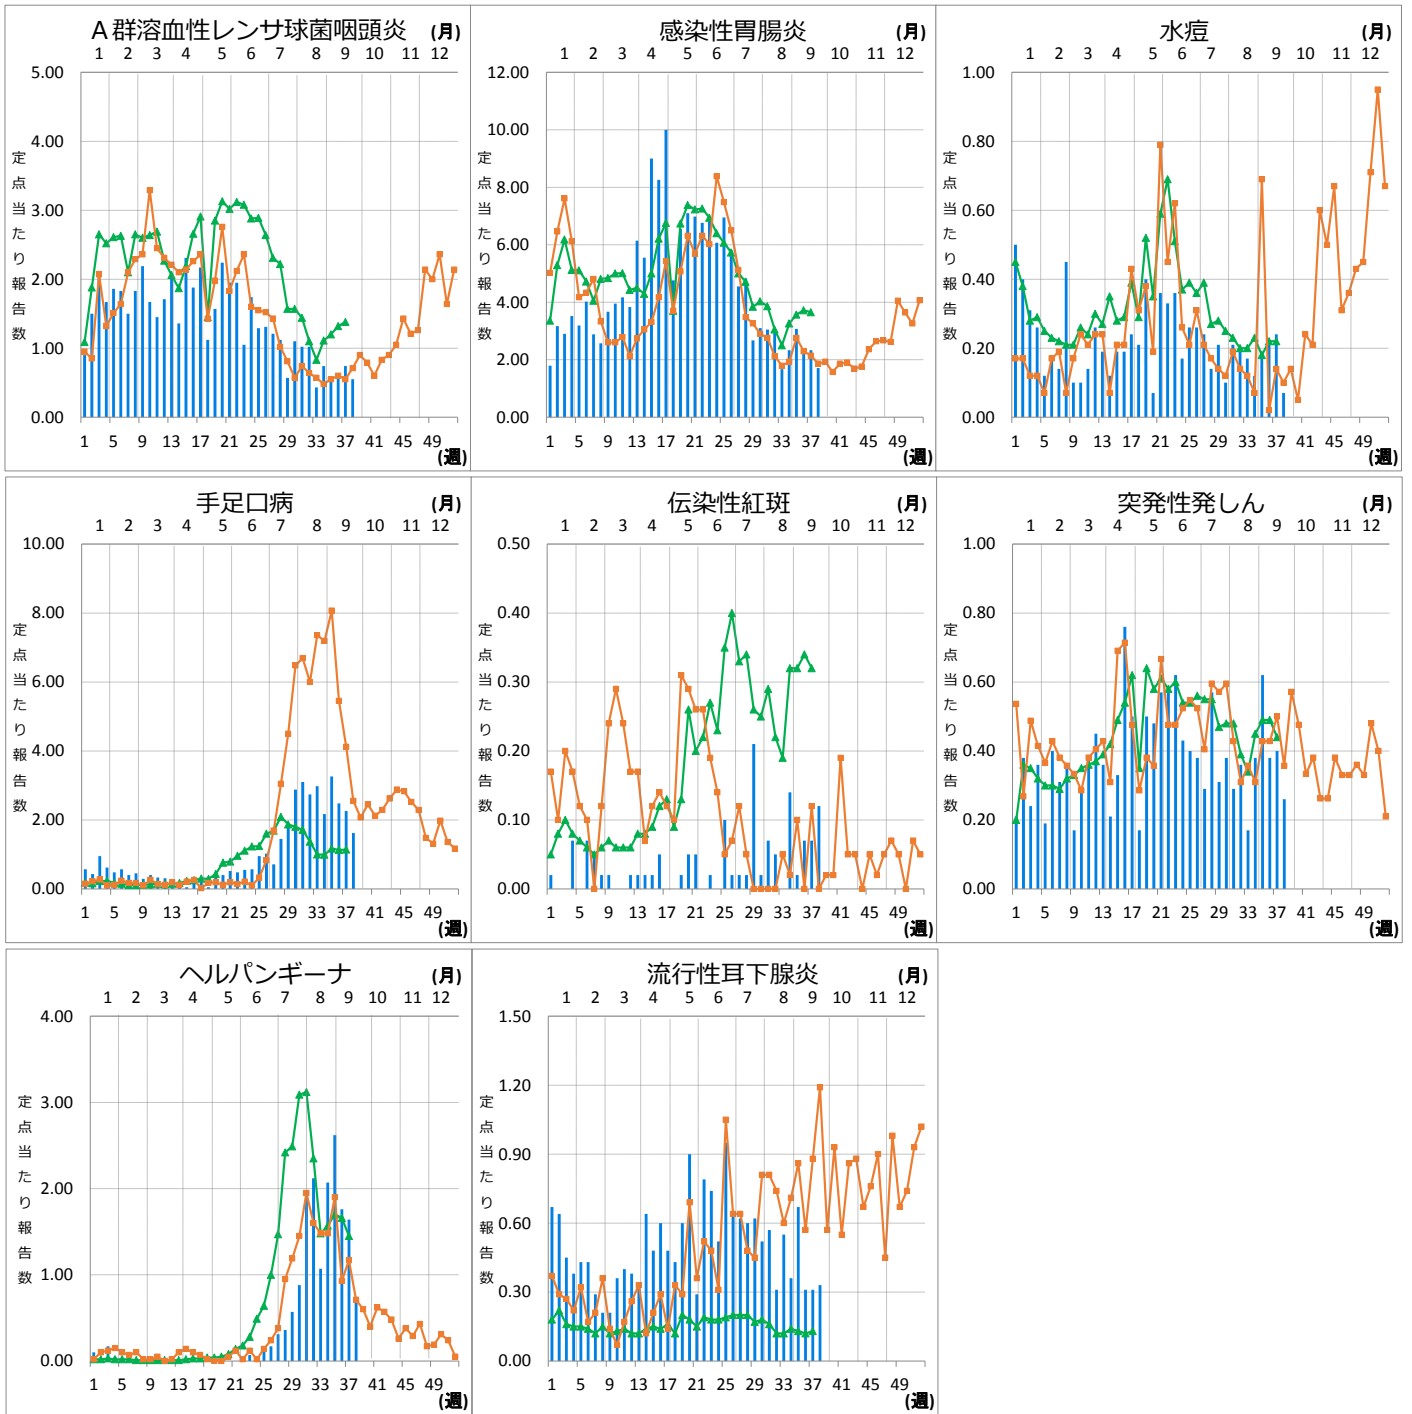 A群溶血性レンサ球菌咽頭炎 (月)
1 2 3 4 5 6 7 8 9 10 11 12
5.00
4.00
3.00
2.00
1.00
0.00
定点当たり報告数
1 5 9 13 17 21 25 29 33 37 41 45 49
(週)
感染性胃腸炎 (月)
1 2 3 4 5 6 7 8 9 10 11 12
12.00
10.00
8.00
6.00
4.00
2.00
0.00
定点当たり報告数
1 5 9 13 17 21 25 29 33 37 41 45 49
(週)
水痘 (月)
1 2 3 4 5 6 7 8 9 10 11 12
1.00
0.80
0.60
0.40
0.20
0.00
定点当たり報告数
1 5 9 13 17 21 25 29 33 37 41 45 49
(週)
手足口病 (月)
1 2 3 4 5 6 7 8 9 10 11 12
10.00
8.00
6.00
4.00
2.00
0.00
定点当たり報告数
1 5 9 13 17 21 25 29 33 37 41 45 49
(週)
伝染性紅斑 (月)
1 2 3 4 5 6 7 8 9 10 11 12
0.50
0.40
0.30
0.20
0.10
0.00
定点当たり報告数
1 5 9 13 17 21 25 29 33 37 41 45 49
(週)
突発性発しん (月)
1 2 3 4 5 6 7 8 9 10 11 12
1.00
0.80
0.60
0.40
0.20
0.00
定点当たり報告数
1 5 9 13 17 21 25 29 33 37 41 45 49
(週)
ヘルパンギーナ (月)
1 2 3 4 5 6 7 8 9 10 11 12
4.00
3.00
2.00
1.00
0.00
定点当たり報告数
1 5 9 13 17 21 25 29 33 37 41 45 49
(週)
流行性耳下腺炎 (月)
1 2 3 4 5 6 7 8 9 10 11 12
1.50
1.20
0.90
0.60
0.30
0.00
定点当たり報告数
1 5 9 13 17 21 25 29 33 37 41 45 49
(週)